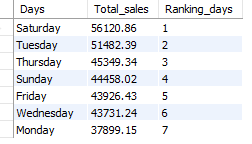 Days Total_sales Ranking_days
Saturday 56120.86 1
Tuesday 51482.39 2
Thursday 45349.34 3
Sunday 44458.02 4
Friday 43926.43 5
Wednesday 43731.24 6
Monday 37899.15 7